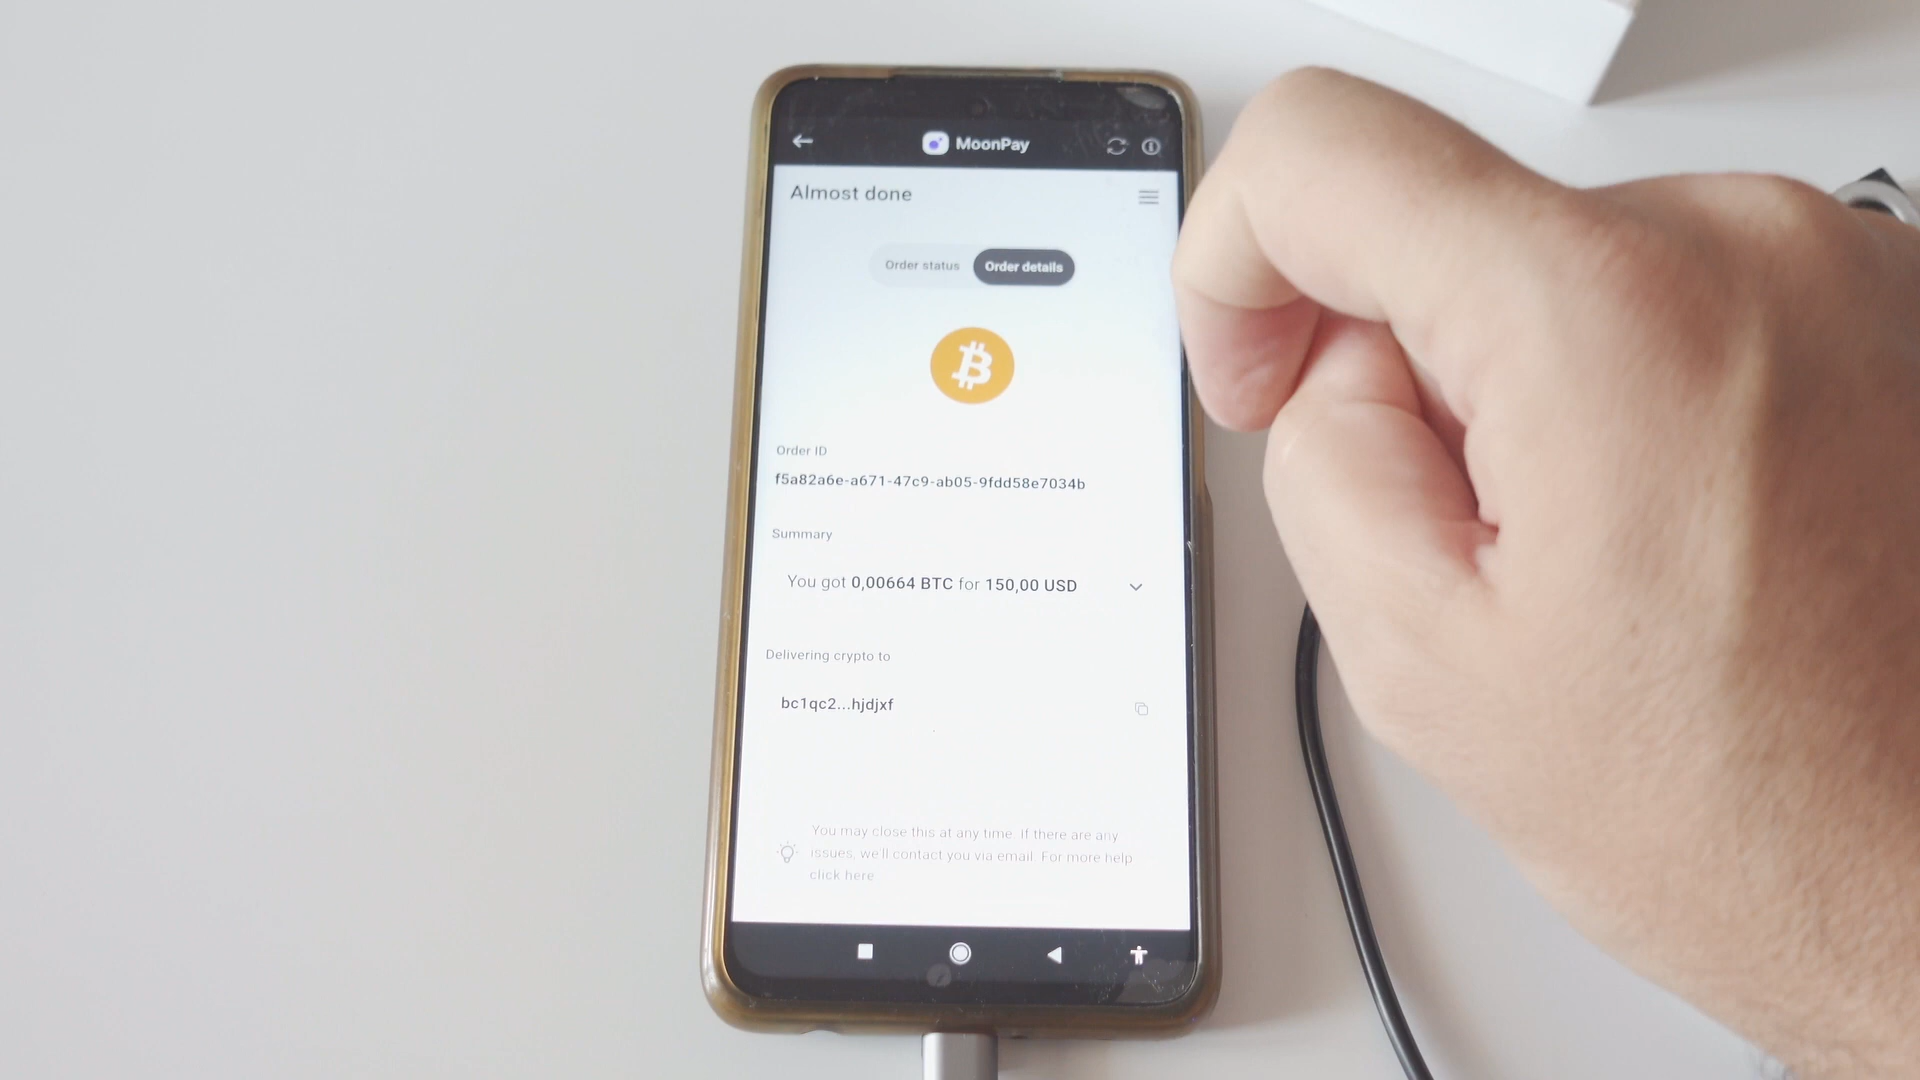 MoonPay
Almost done
Order status
Order details
Order ID
f5a82a6e-a671-47c9-ab05-9fdd58e7034b
Summary
You got 0,00664 BTC for 150,00 USD
Delivering crypto to
bc1qc2...hjdjxf
You may close this at any time. If there are any
issues, we'll contact you via email. For more help
click here